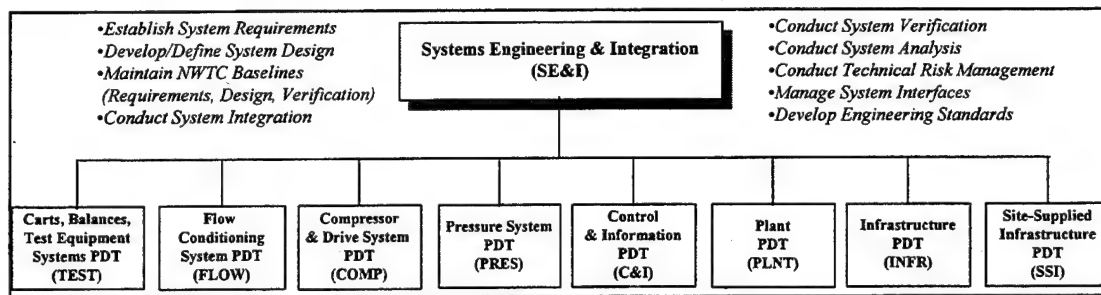 •Establish System Requirements
•Develop/Define System Design
•Maintain NWTC Baselines
(Requirements, Design, Verification)
•Conduct System Integration
Systems Engineering & Integration
(SE&I)
•Conduct System Verification
•Conduct System Analysis
•Conduct Technical Risk Management
•Manage System Interfaces
•Develop Engineering Standards
Carts, Balances,
Test Equipment
Systems PDT
(TEST)
Flow
Conditioning
System PDT
(FLOW)
Compressor
& Drive System
PDT
(COMP)
Pressure System
PDT
(PRES)
Control
& Information
PDT
(C&I)
Plant
PDT
(PLNT)
Infrastructure
PDT
(INFR)
Site-Supplied
Infrastructure
PDT
(SSI)